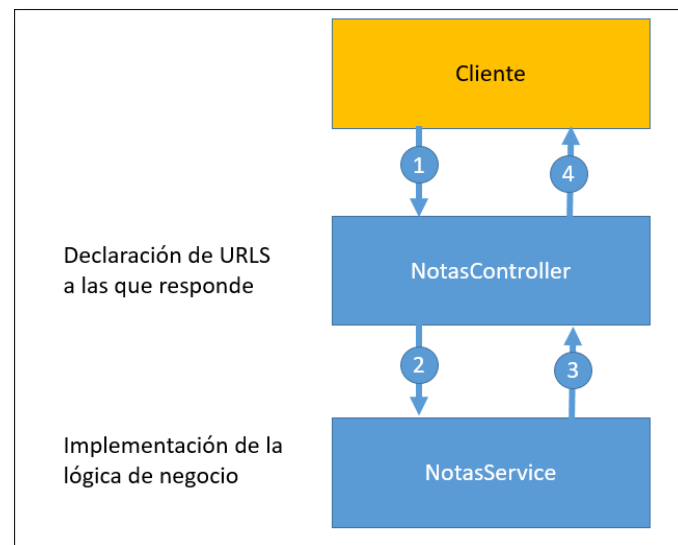 Cliente
1
4
Declaración de URLS
a las que responde
NotasController
2
3
Implementación de la
lógica de negocio
NotasService